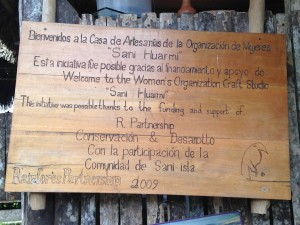 Bienvenidos a la Casa de Artesanías de la Organización de Mujeres
"Sani Huarmi"
Esta iniciativa fue posible gracias al financiamiento y apoyo de
Welcome to the Women's Organization Craft Studio
"Sani Huarmi"
The initiative was possible thanks to the funding and support of
R Partnership
Conservación & Desarollo
Con la participación de la
Comunidad de Sani isla.
Partnership 2009